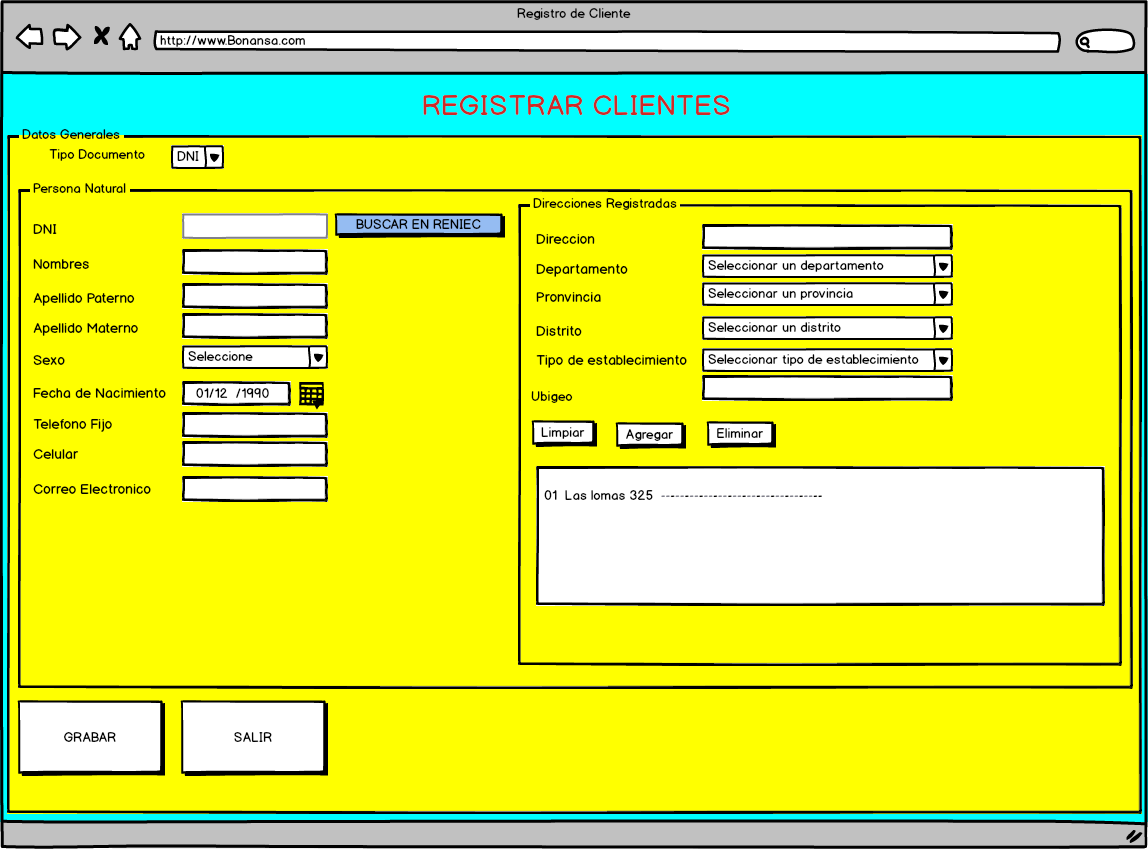 Registro de Cliente
http://www.Bonansa.com
REGISTRAR CLIENTES
Datos Generales
Tipo Documento DNI
Persona Natural
DNI BUSCAR EN RENIEC
Nombres
Apellido Paterno
Apellido Materno
Sexo Seleccione
Fecha de Nacimiento 01/12 /1990
Telefono Fijo
Celular
Correo Electronico
Direcciones Registradas
Direccion
Departamento Seleccionar un departamento
Pronvincia Seleccionar un provincia
Distrito Seleccionar un distrito
Tipo de establecimiento Seleccionar tipo de establecimiento
Ubigeo
Limpiar Agregar Eliminar
01 Las lomas 325 ----------------------------------
GRABAR SALIR